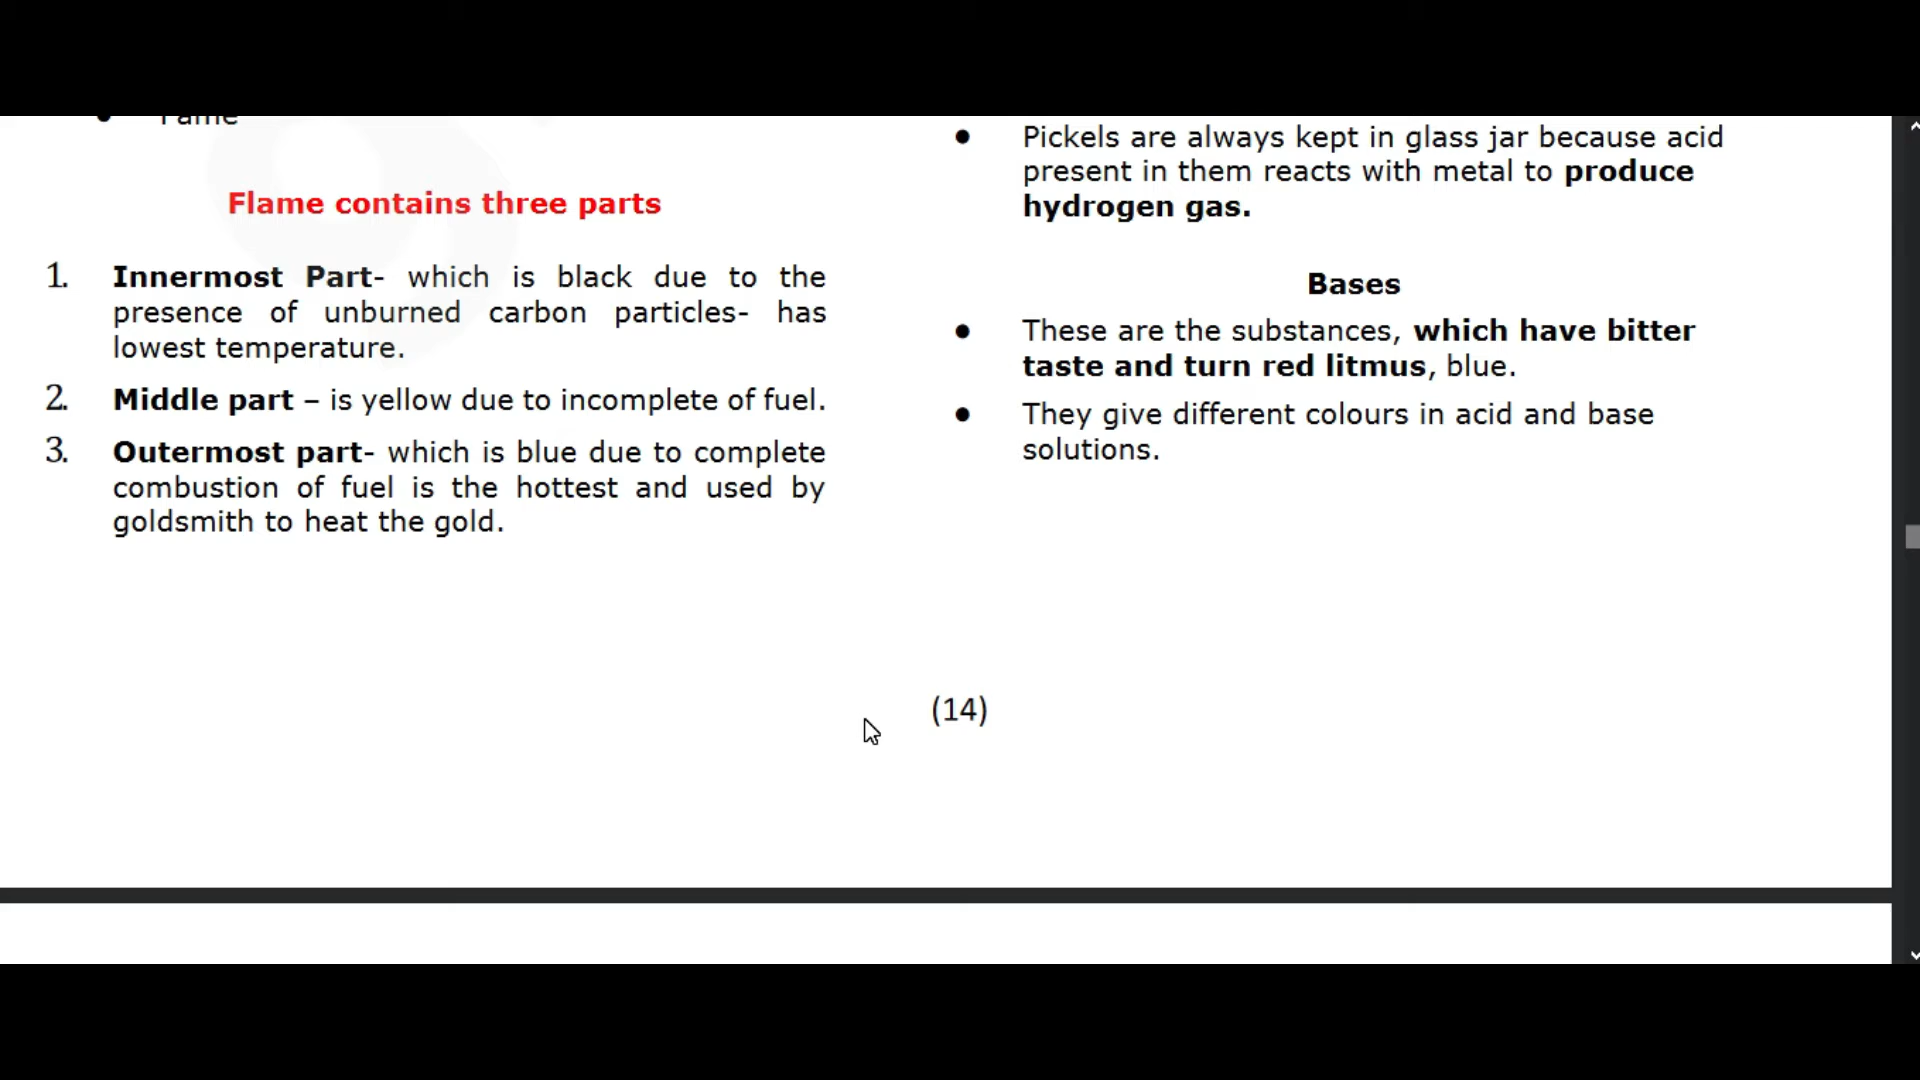 Flame contains three parts
1. Innermost Part- which is black due to the
presence of unburned carbon particles- has
lowest temperature.
2. Middle part – is yellow due to incomplete of fuel.
3. Outermost part- which is blue due to complete
combustion of fuel is the hottest and used by
goldsmith to heat the gold.
• Pickels are always kept in glass jar because acid
present in them reacts with metal to produce
hydrogen gas.
Bases
• These are the substances, which have bitter
taste and turn red litmus, blue.
• They give different colours in acid and base
solutions.
(14)